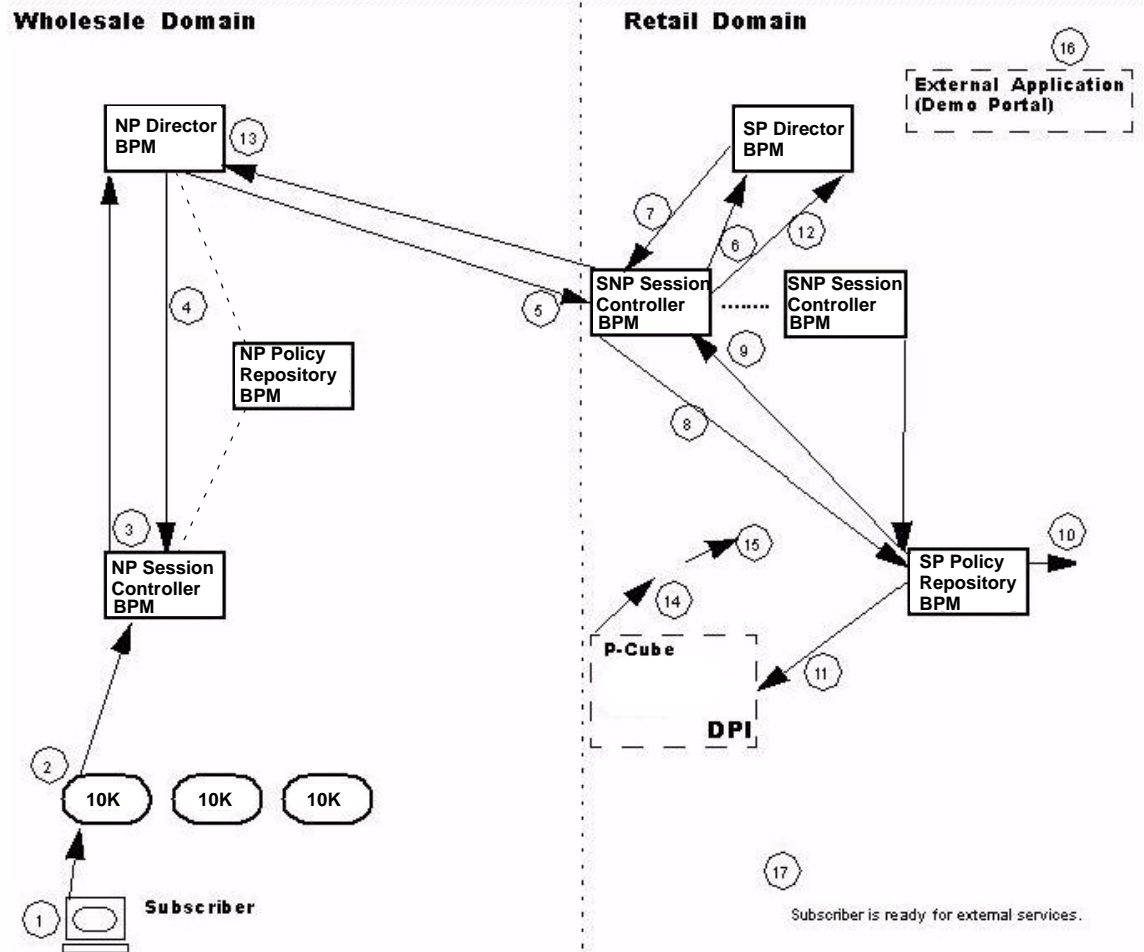 Wholesale Domain
Retail Domain
16
External Application
(Demo Portal)
NP Director
BPM
13
SP Director
BPM
7
6
12
4
5
SNP Session
Controller
BPM
SNP Session
Controller
BPM
NP Policy
Repository
BPM
9
8
3
NP Session
Controller
BPM
15
14
10
SP Policy
Repository
BPM
P-Cube
DPI
11
2
10K
10K
10K
17
1
Subscriber
Subscriber is ready for external services.